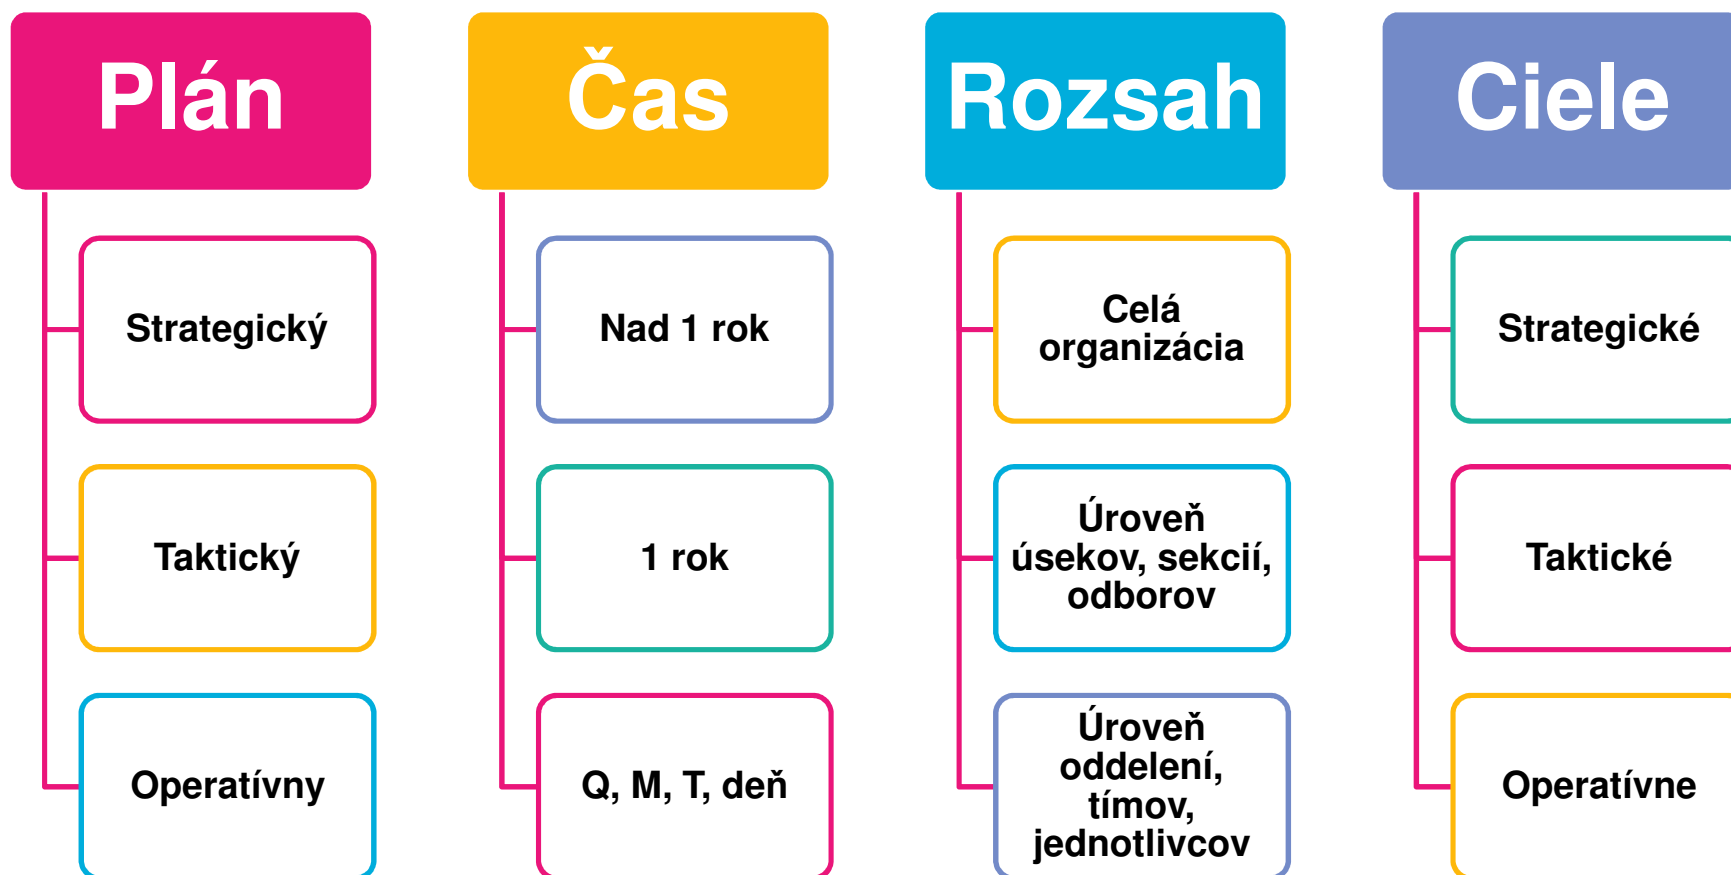 Plán
Strategický
Taktický
Operatívny
Čas
Nad 1 rok
1 rok
Q, M, T, deň
Rozsah
Celá
organizácia
Úroveň
úsekov, sekcií,
odborov
Úroveň
oddelení,
tímov,
jednotlivcov
Ciele
Strategické
Taktické
Operatívne